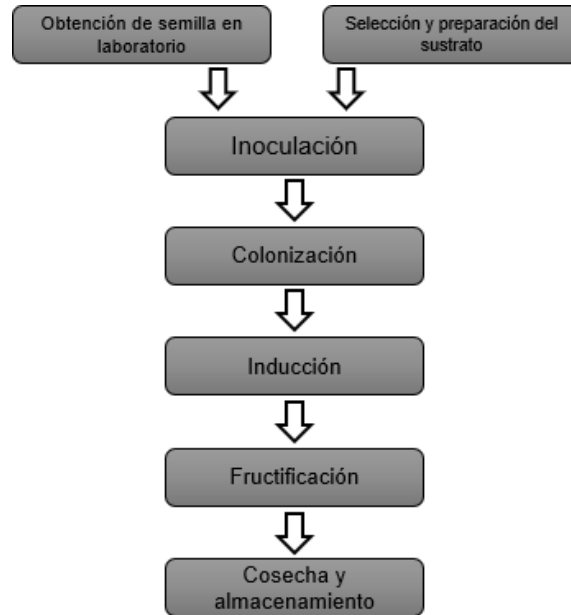 Obtención de semilla en
laboratorio
Selección y preparación del
sustrato
Inoculación
Colonización
Inducción
Fructificación
Cosecha y
almacenamiento